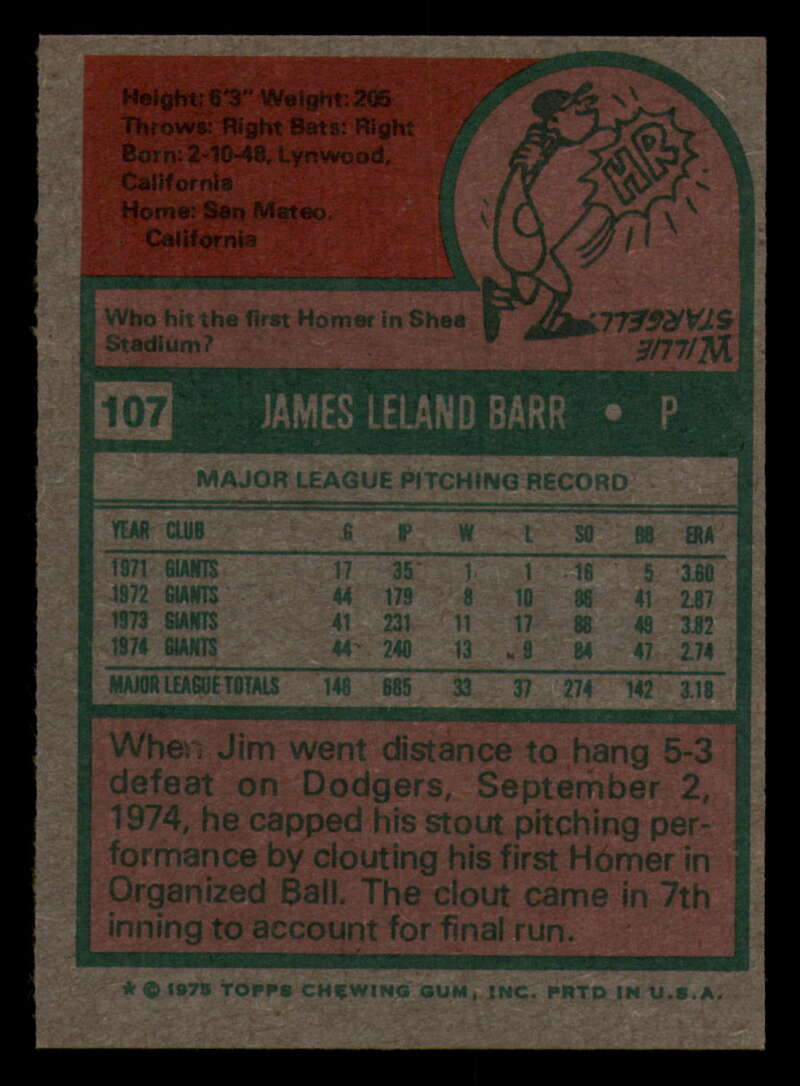 Height: 6'3" Weight: 205
Throws: Right Bats: Right
Born: 2-10-48, Lynwood,
California
Home: San Mateo,
California
HR
Who hit the first Homer in Shea
Stadium?
WILLIE
STARGELL.
107 JAMES LELAND BARR • P
MAJOR LEAGUE PITCHING RECORD
YEAR CLUB G IP W L SO BB ERA
1971 GIANTS 17 35 1 1 16 5 3.60
1972 GIANTS 44 179 8 10 86 41 2.87
1973 GIANTS 41 231 11 17 88 49 3.82
1974 GIANTS 44 240 13 9 84 47 2.74
MAJOR LEAGUE TOTALS 146 685 33 37 274 142 3.18
When Jim went distance to hang 5-3
defeat on Dodgers, September 2,
1974, he capped his stout pitching per-
formance by clouting his first Homer in
Organized Ball. The clout came in 7th
inning to account for final run.
* © 1975 TOPPS CHEWING GUM, INC. PRTD IN U.S.A.